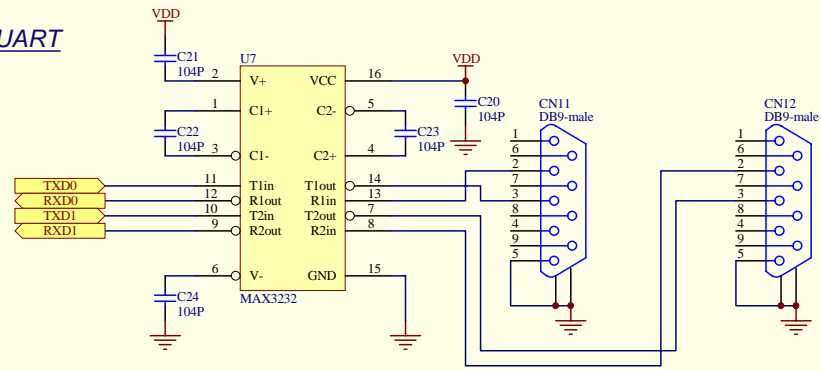 UART
VDD
C21
104P
U7
2
V+
VCC
16
VDD
1
C1+
C2-
5
C20
104P
C22
104P
C23
104P
3
C1-
C2+
4
TXD0
11
T1in
T1out
14
RXD0
12
R1out
R1in
13
TXD1
10
T2in
T2out
7
RXD1
9
R2out
R2in
8
6
V-
GND
15
C24
104P
MAX3232
CN11
DB9-male
1
6
2
7
3
8
4
9
5
CN12
DB9-male
1
6
2
7
3
8
4
9
5